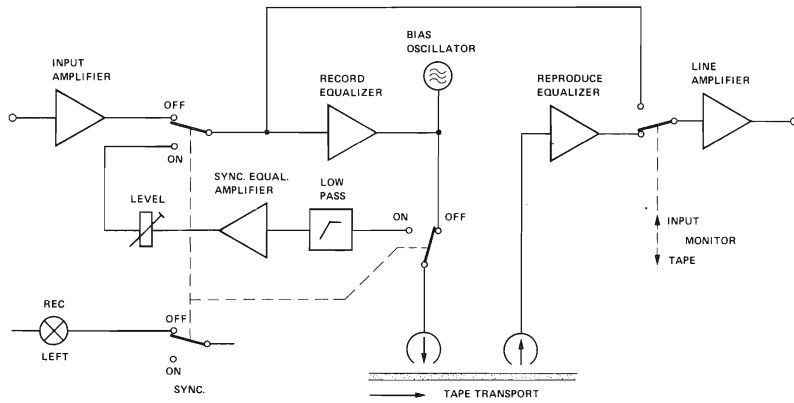 BIAS
OSCILLATOR
INPUT
AMPLIFIER
RECORD
EQUALIZER
REPRODUCE
EQUALIZER
LINE
AMPLIFIER
OFF
ON
SYNC. EQUAL.
AMPLIFIER
LOW
PASS
LEVEL
ON
OFF
INPUT
MONITOR
TAPE
REC
LEFT
OFF
ON
SYNC.
TAPE TRANSPORT